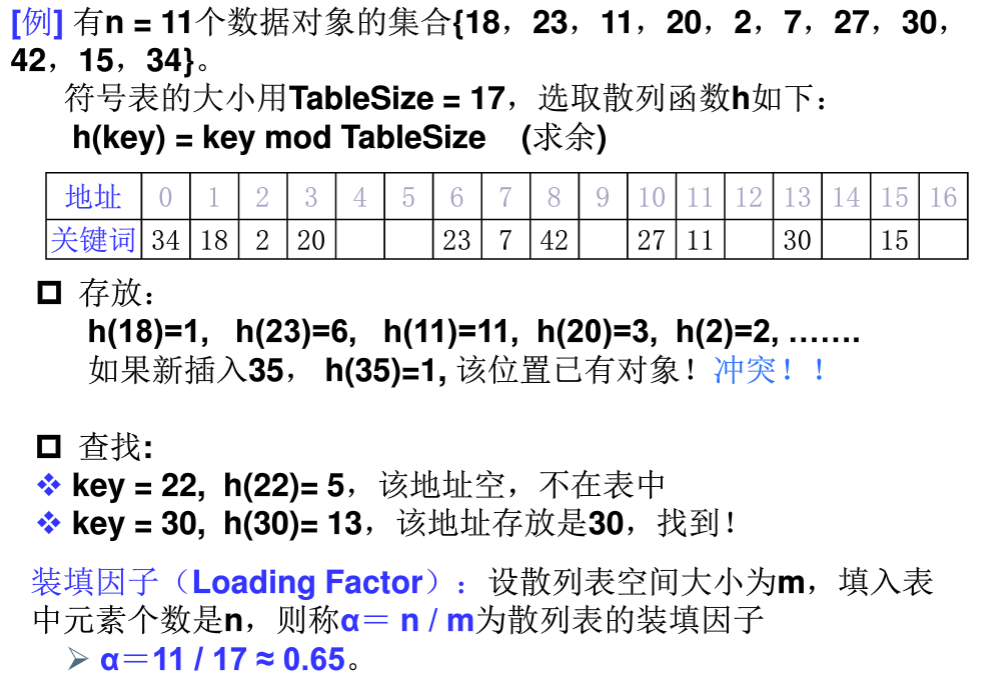 [例] 有n = 11个数据对象的集合{18，23，11，20，2，7，27，30，
42，15，34}。
符号表的大小用TableSize = 17，选取散列函数h如下：
h(key) = key mod TableSize (求余)
地址 0 1 2 3 4 5 6 7 8 9 10 11 12 13 14 15 16
关键词 34 18 2 20 23 7 42 27 11 30 15
存放：
h(18)=1, h(23)=6, h(11)=11, h(20)=3, h(2)=2, …….
如果新插入35， h(35)=1, 该位置已有对象！冲突！！
查找:
key = 22, h(22)= 5，该地址空，不在表中
key = 30, h(30)= 13，该地址存放是30，找到！
装填因子（Loading Factor）：设散列表空间大小为m，填入表
中元素个数是n，则称α＝ n / m为散列表的装填因子
α＝11 / 17 ≈ 0.65。